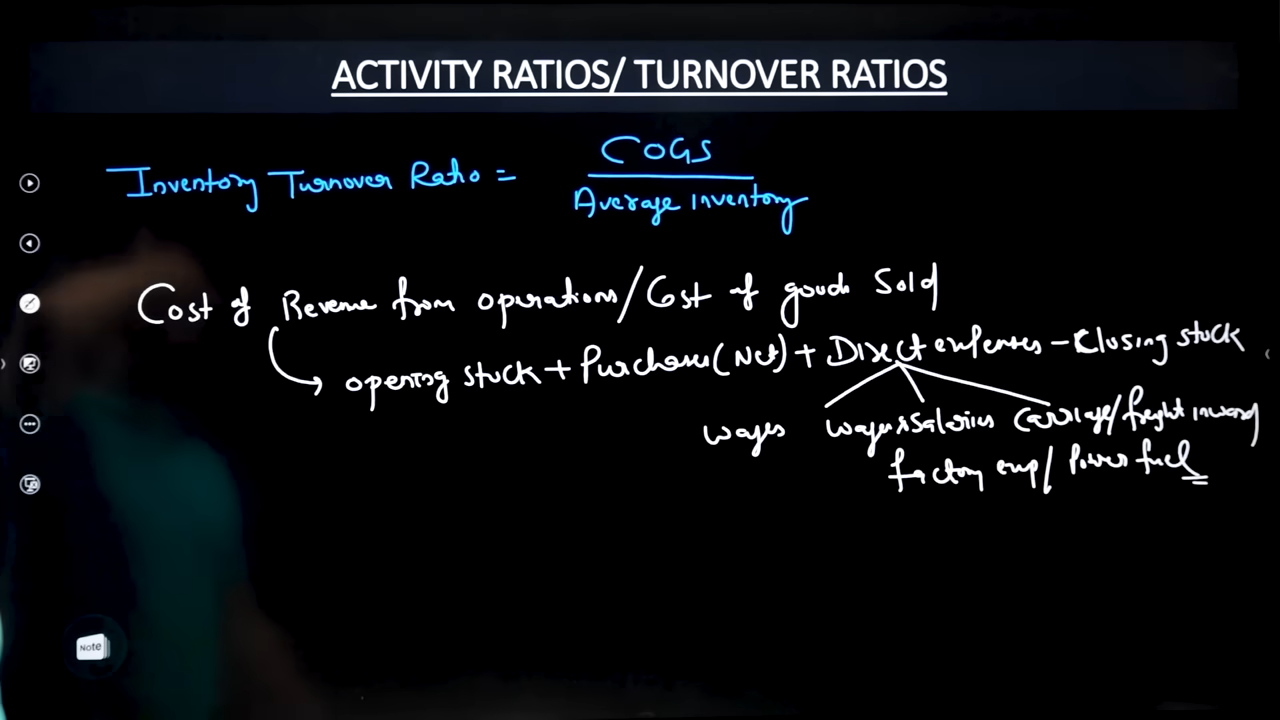 ACTIVITY RATIOS/ TURNOVER RATIOS
Inventory Turnover Ratio = COGS
Average inventory
Cost of Revenue from operations/Cost of goods Sold
opening stock + Purchases(Net) + Direct expenses - Closing stock
wages wages & Salaries Carriage/freight inward
factory exp/ Power fuel
Note